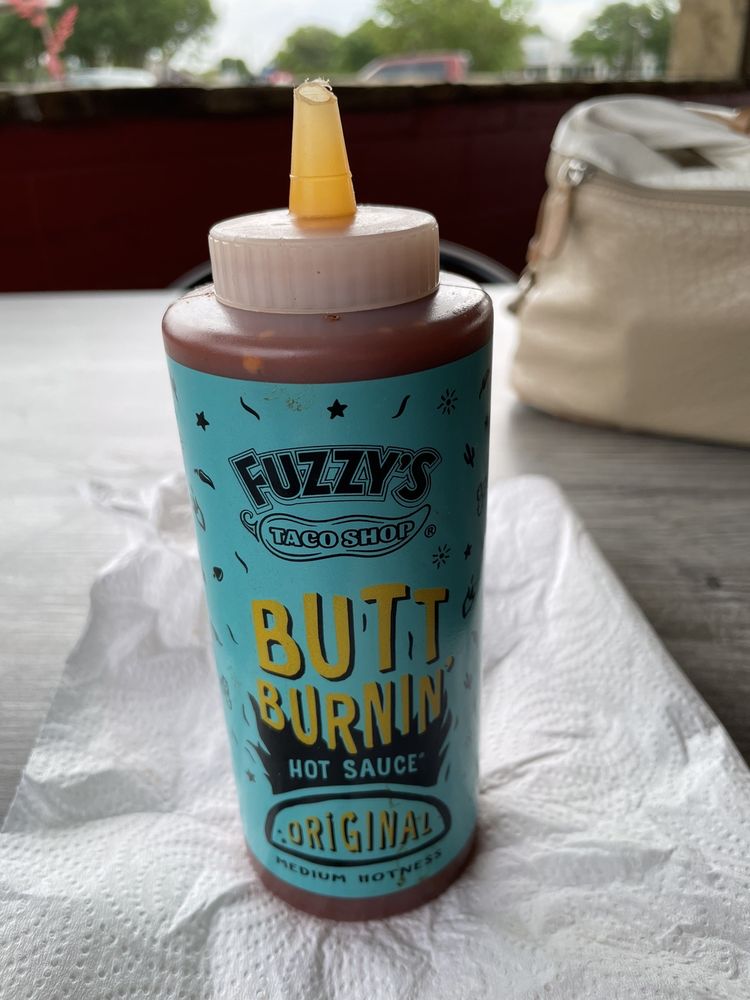 FUZZY'S
TACO SHOP®
BUTT
BURNIN'
HOT SAUCE
ORIGINAL
MEDIUM HOTNESS